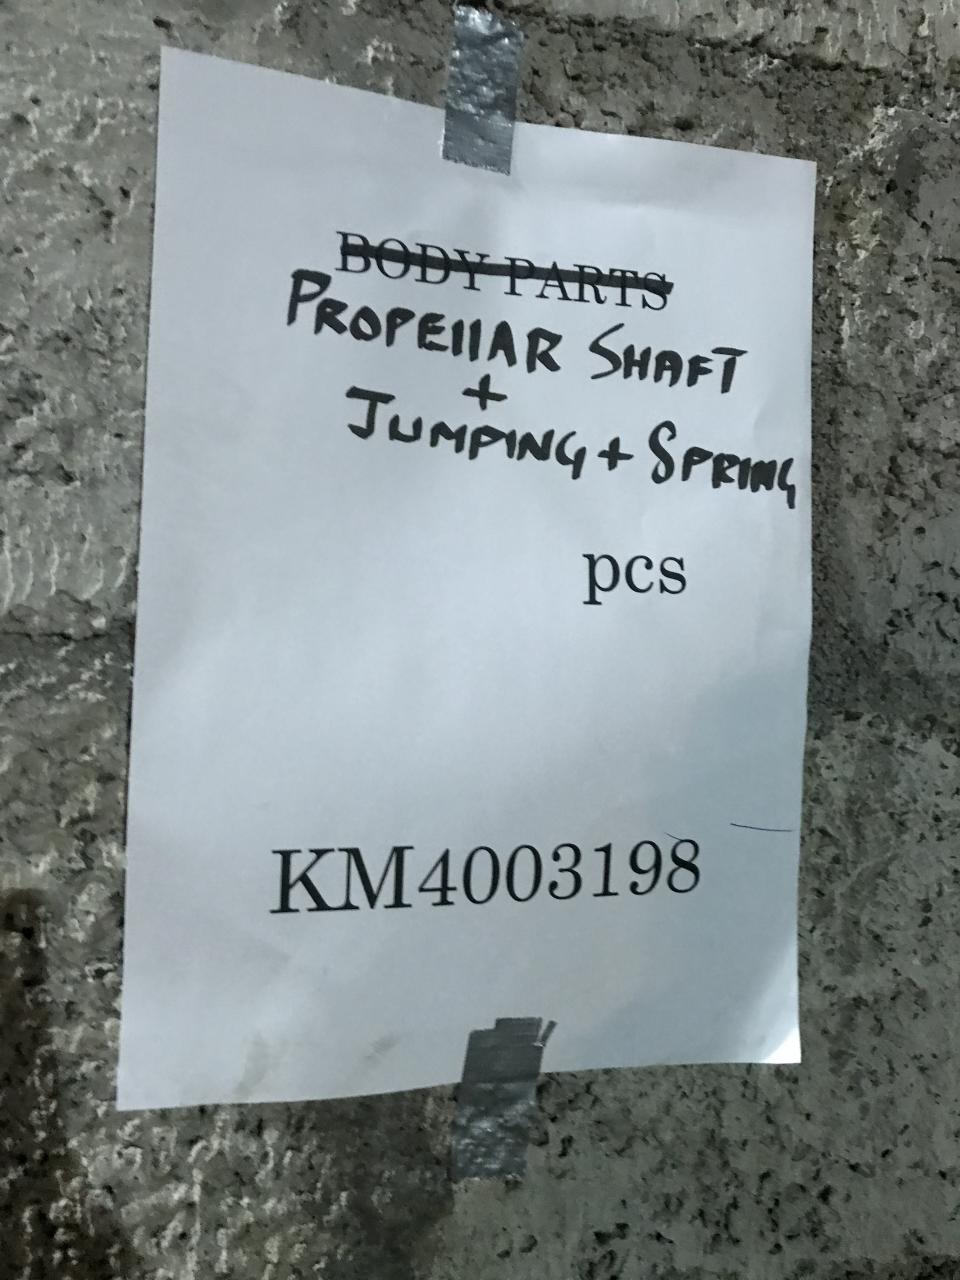 BODY PARTS
PROPEllAR SHAFT
+
JUMPING + SPRING
pcs
KM4003198